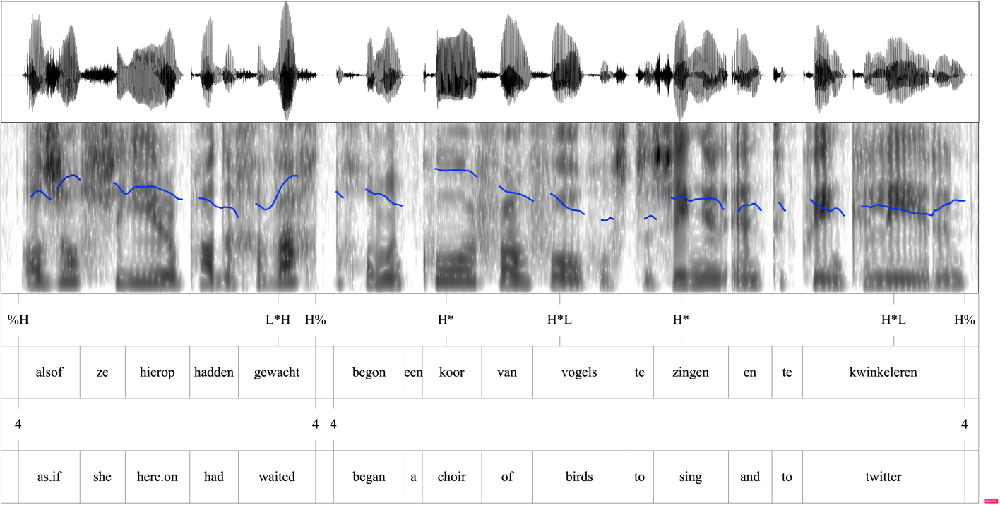 %H L*H H% H* H*L H* H*L H%
alsof ze hierop hadden gewacht begon een koor van vogels te zingen en te kwinkeleren
4 4 4 4
as.if she here.on had waited began a choir of birds to sing and to twitter